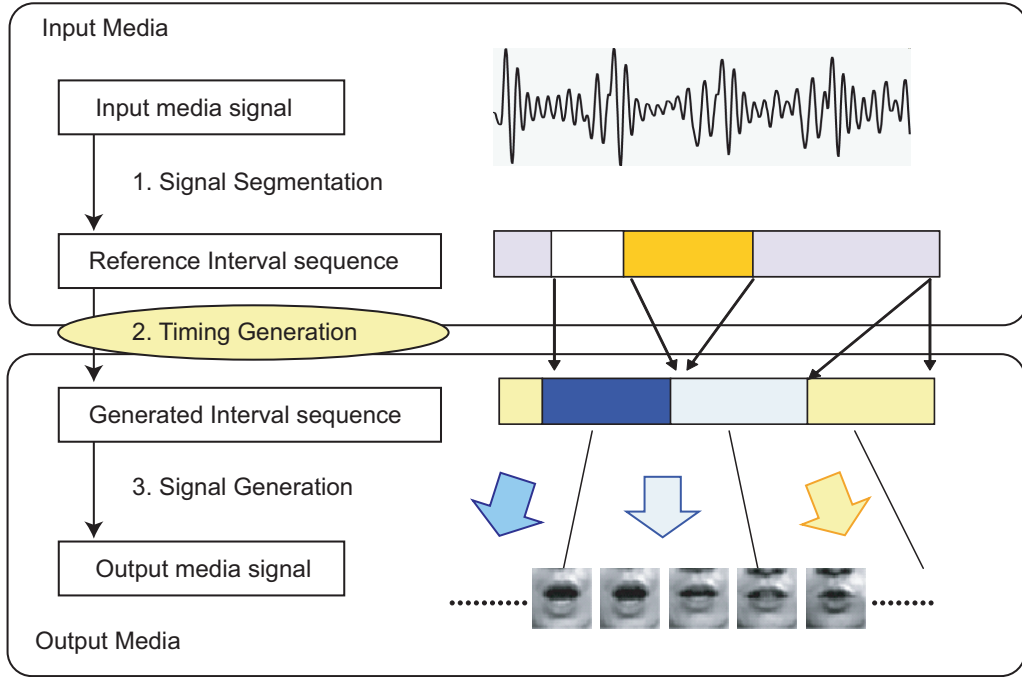 Input Media
Input media signal
1. Signal Segmentation
Reference Interval sequence
2. Timing Generation
Generated Interval sequence
3. Signal Generation
Output media signal
Output Media